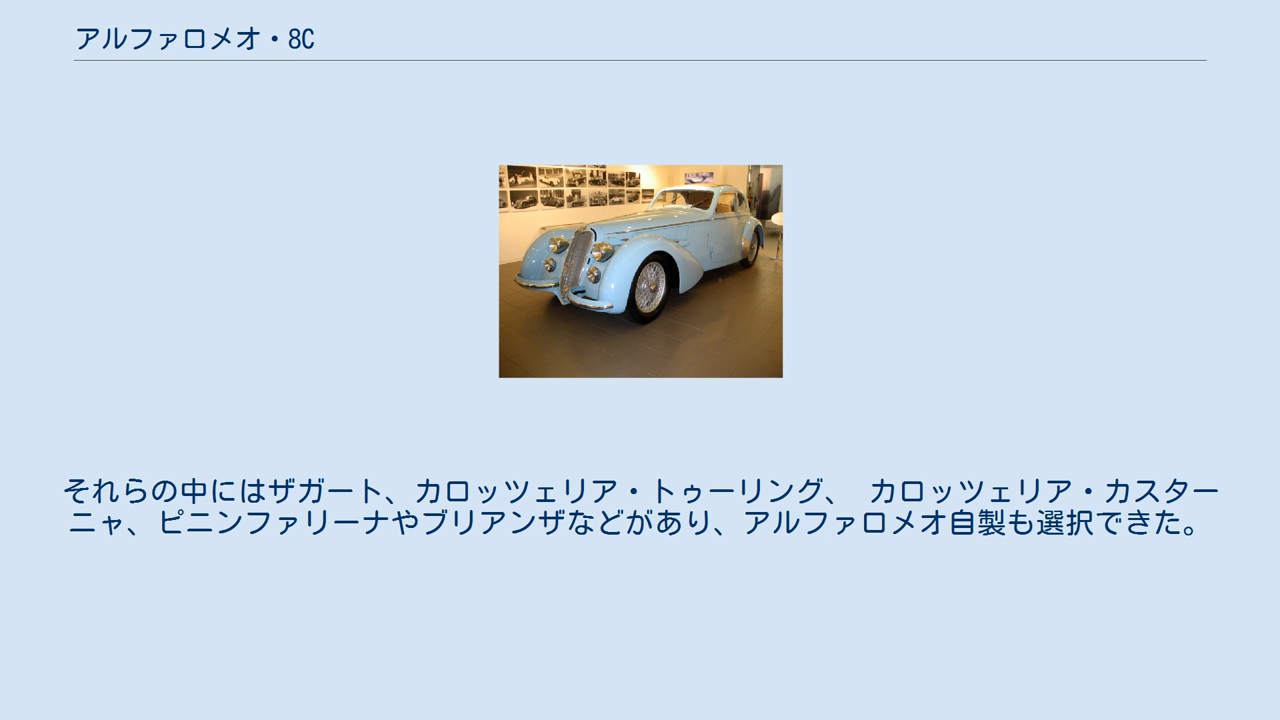 アルファロメオ・8C
それらの中にはザガート、カロッツェリア・トゥーリング、 カロッツェリア・カスター
ニャ、ピニンファリーナやブリアンザなどがあり、アルファロメオ自製も選択できた。